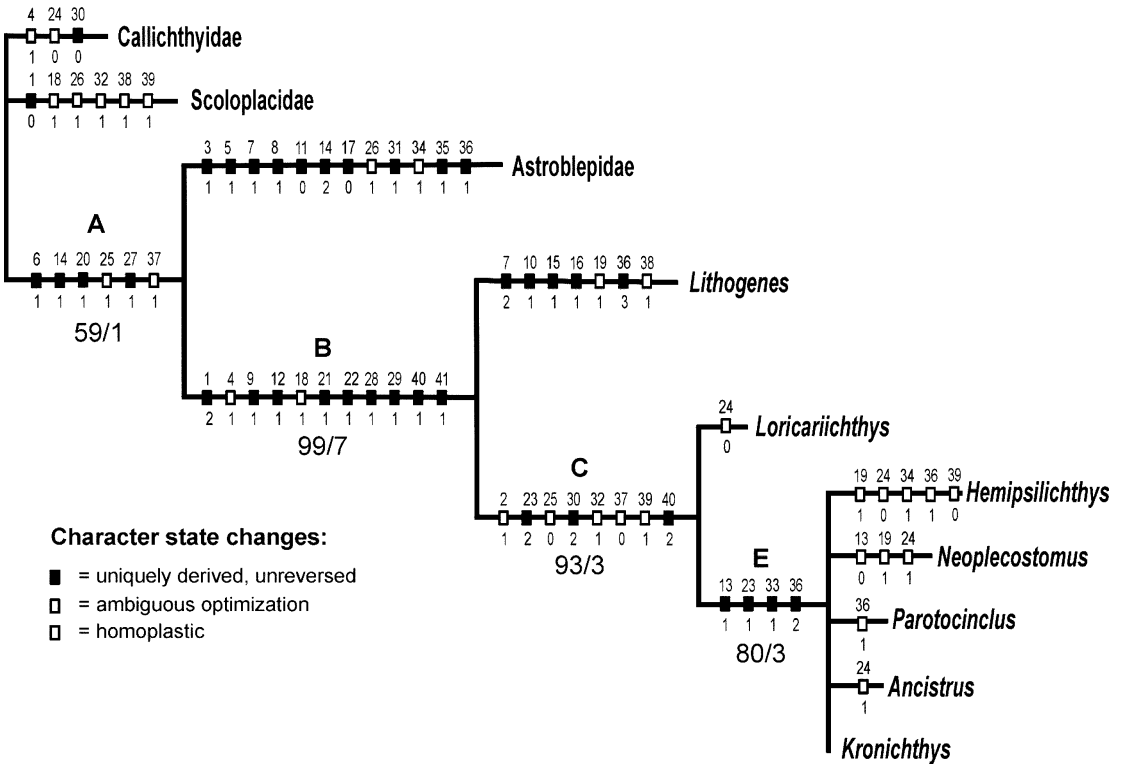 4 24 30
Callichthyidae
1 0 0
1 18 26 32 38 39
Scoloplacidae
0 1 1 1 1 1
3 5 7 8 11 14 17 26 31 34 35 36
Astroblepidae
1 1 1 1 0 2 0 1 1 1 1 1
A
6 14 20 25 27 37
1 1 1 1 1 1
59/1
7 10 15 16 19 36 38
Lithogenes
2 1 1 1 1 3 1
B
1 4 9 12 18 21 22 28 29 40 41
2 1 1 1 1 1 1 1 1 1 1
99/7
24
Loricariichthys
0
C
2 23 25 30 32 37 39 40
1 2 0 2 1 0 1 2
93/3
19 24 34 36 39
Hemipsilichthys
1 0 1 1 0
13 19 24
Neoplecostomus
0 1 1
E
13 23 33 36
1 1 1 2
80/3
36
Parotocinclus
1
24
Ancistrus
1
Kronichthys
Character state changes:
= uniquely derived, unreversed
= ambiguous optimization
= homoplastic